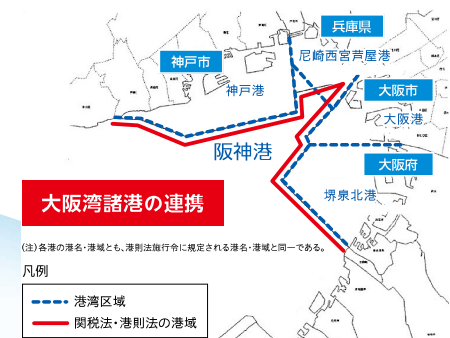 兵庫県
尼崎西宮芦屋港
神戸市
神戸港
大阪市
大阪港
阪神港
大阪府
堺泉北港
大阪湾諸港の連携
(注)各港の港名・港域とも、港則法施行令に規定される港名・港域と同一である。
凡例
港湾区域
関税法・港則法の港域